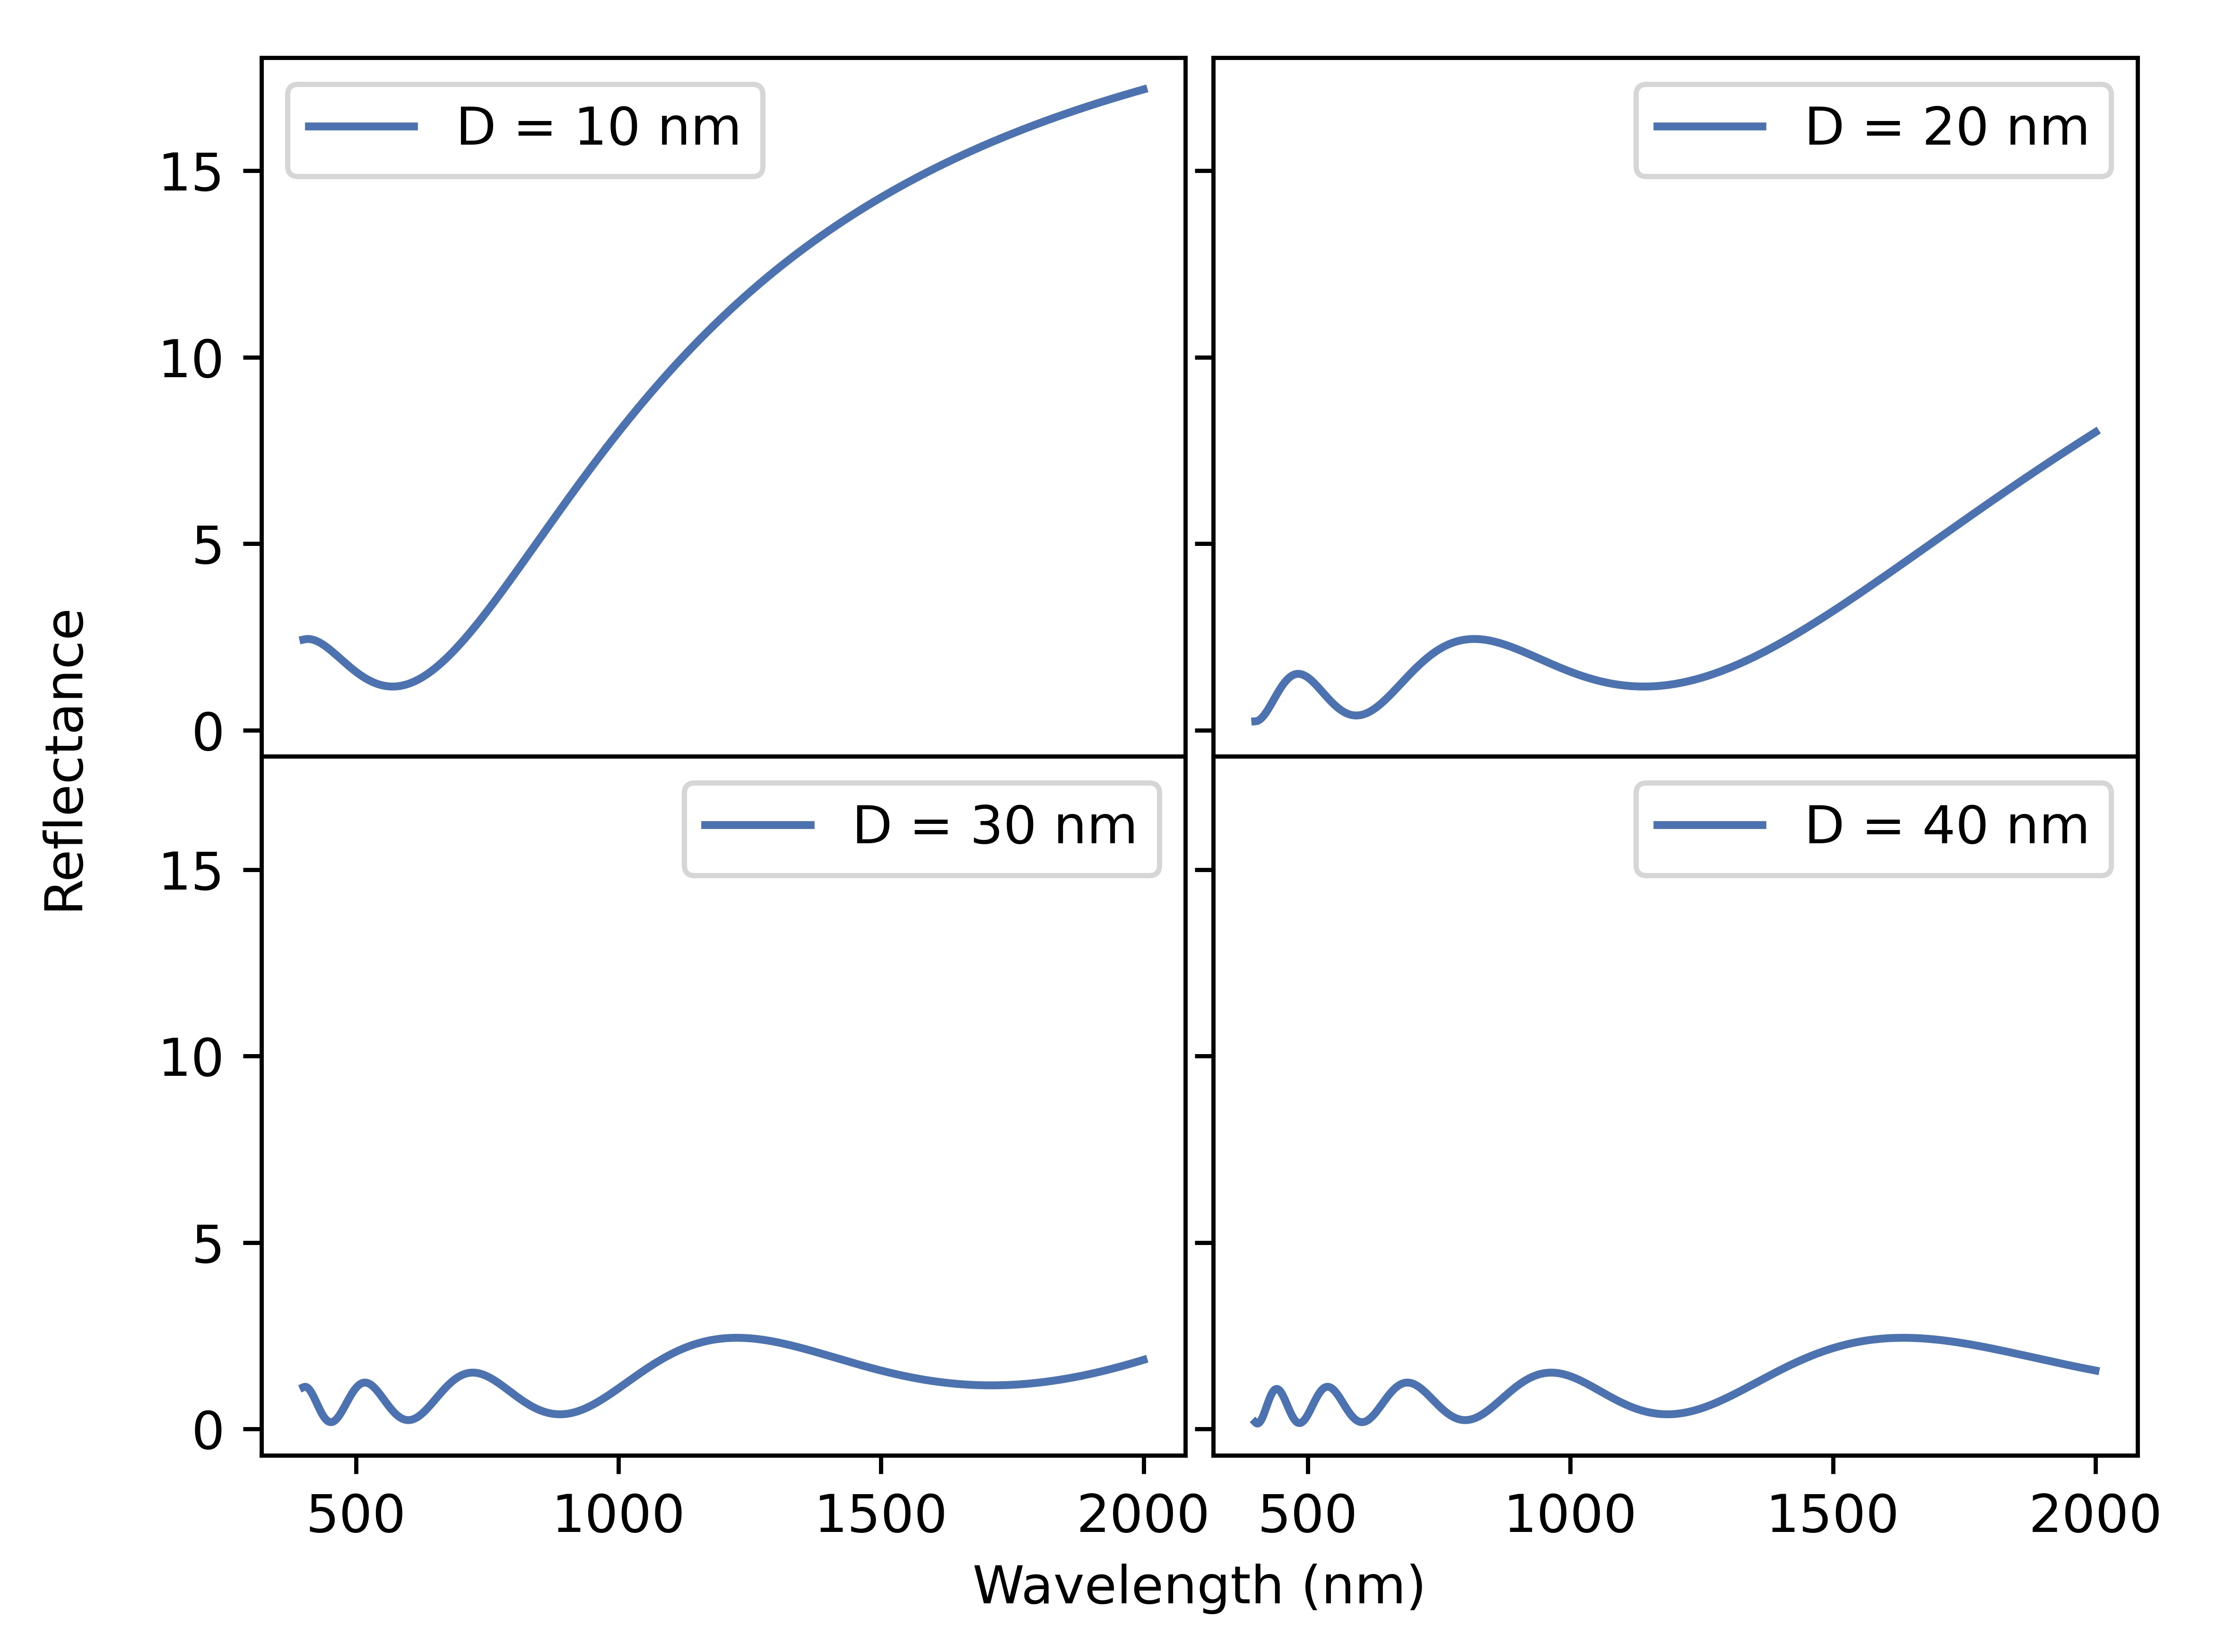 D = 10 nm
D = 20 nm
15
10
5
0
D = 30 nm
D = 40 nm
15
10
5
0
Reflectance
500 1000 1500 2000 500 1000 1500 2000
Wavelength (nm)